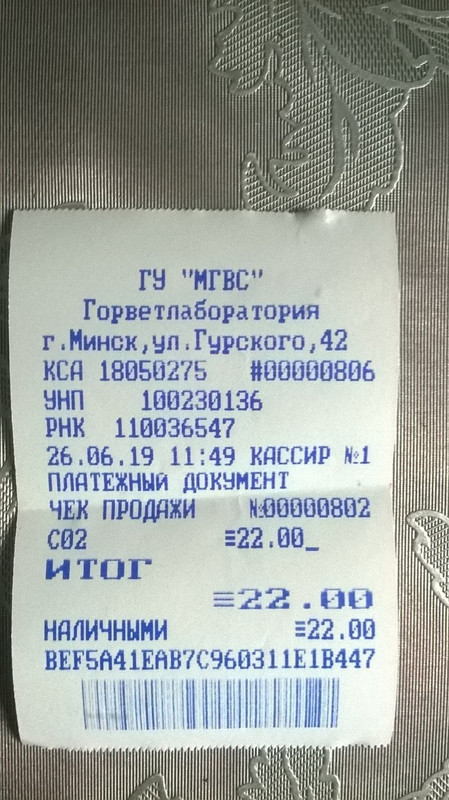 ГУ "МГВС"
Горветлаборатория
г.Минск,ул.Гурского,42
КСА 18050275 #00000806
УНП 100230136
РНК 110036547
26.06.19 11:49 КАССИР №1
ПЛАТЕЖНЫЙ ДОКУМЕНТ
ЧЕК ПРОДАЖИ №00000802
С02 ≡22.00_
ИТОГ
≡22.00
НАЛИЧНЫМИ ≡22.00
BEF5A41EAB7C960311E1B447